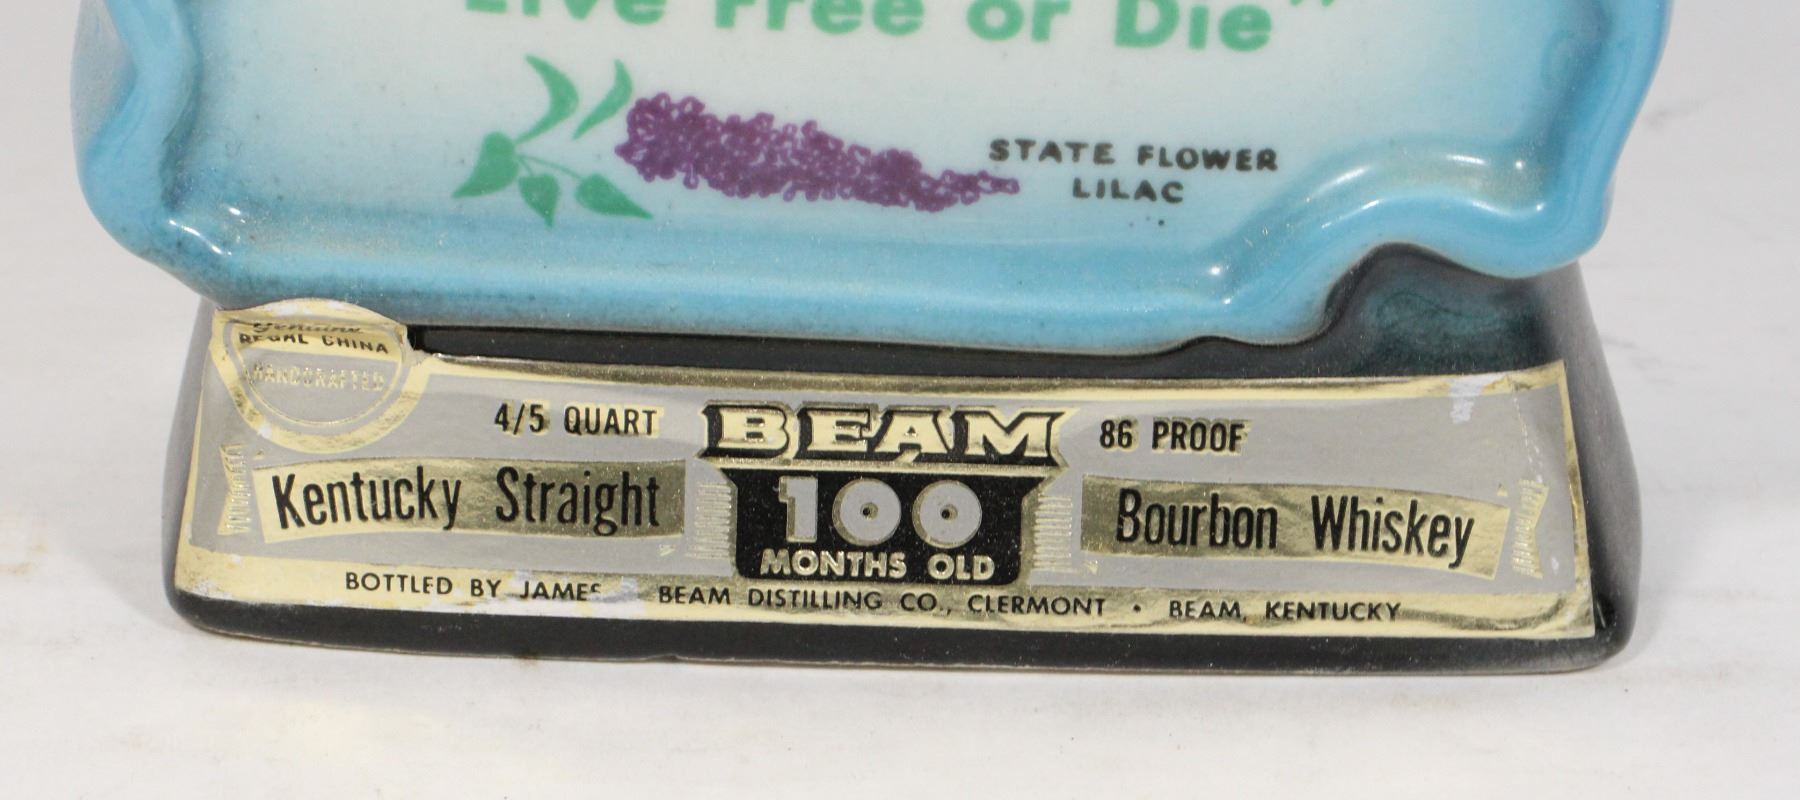 "Live Free or Die"
STATE FLOWER
LILAC
Genuine
REGAL CHINA
HANDCRAFTED
4/5 QUART
BEAM
86 PROOF
Kentucky Straight
100
Bourbon Whiskey
MONTHS OLD
BOTTLED BY JAMES BEAM DISTILLING CO., CLERMONT • BEAM, KENTUCKY